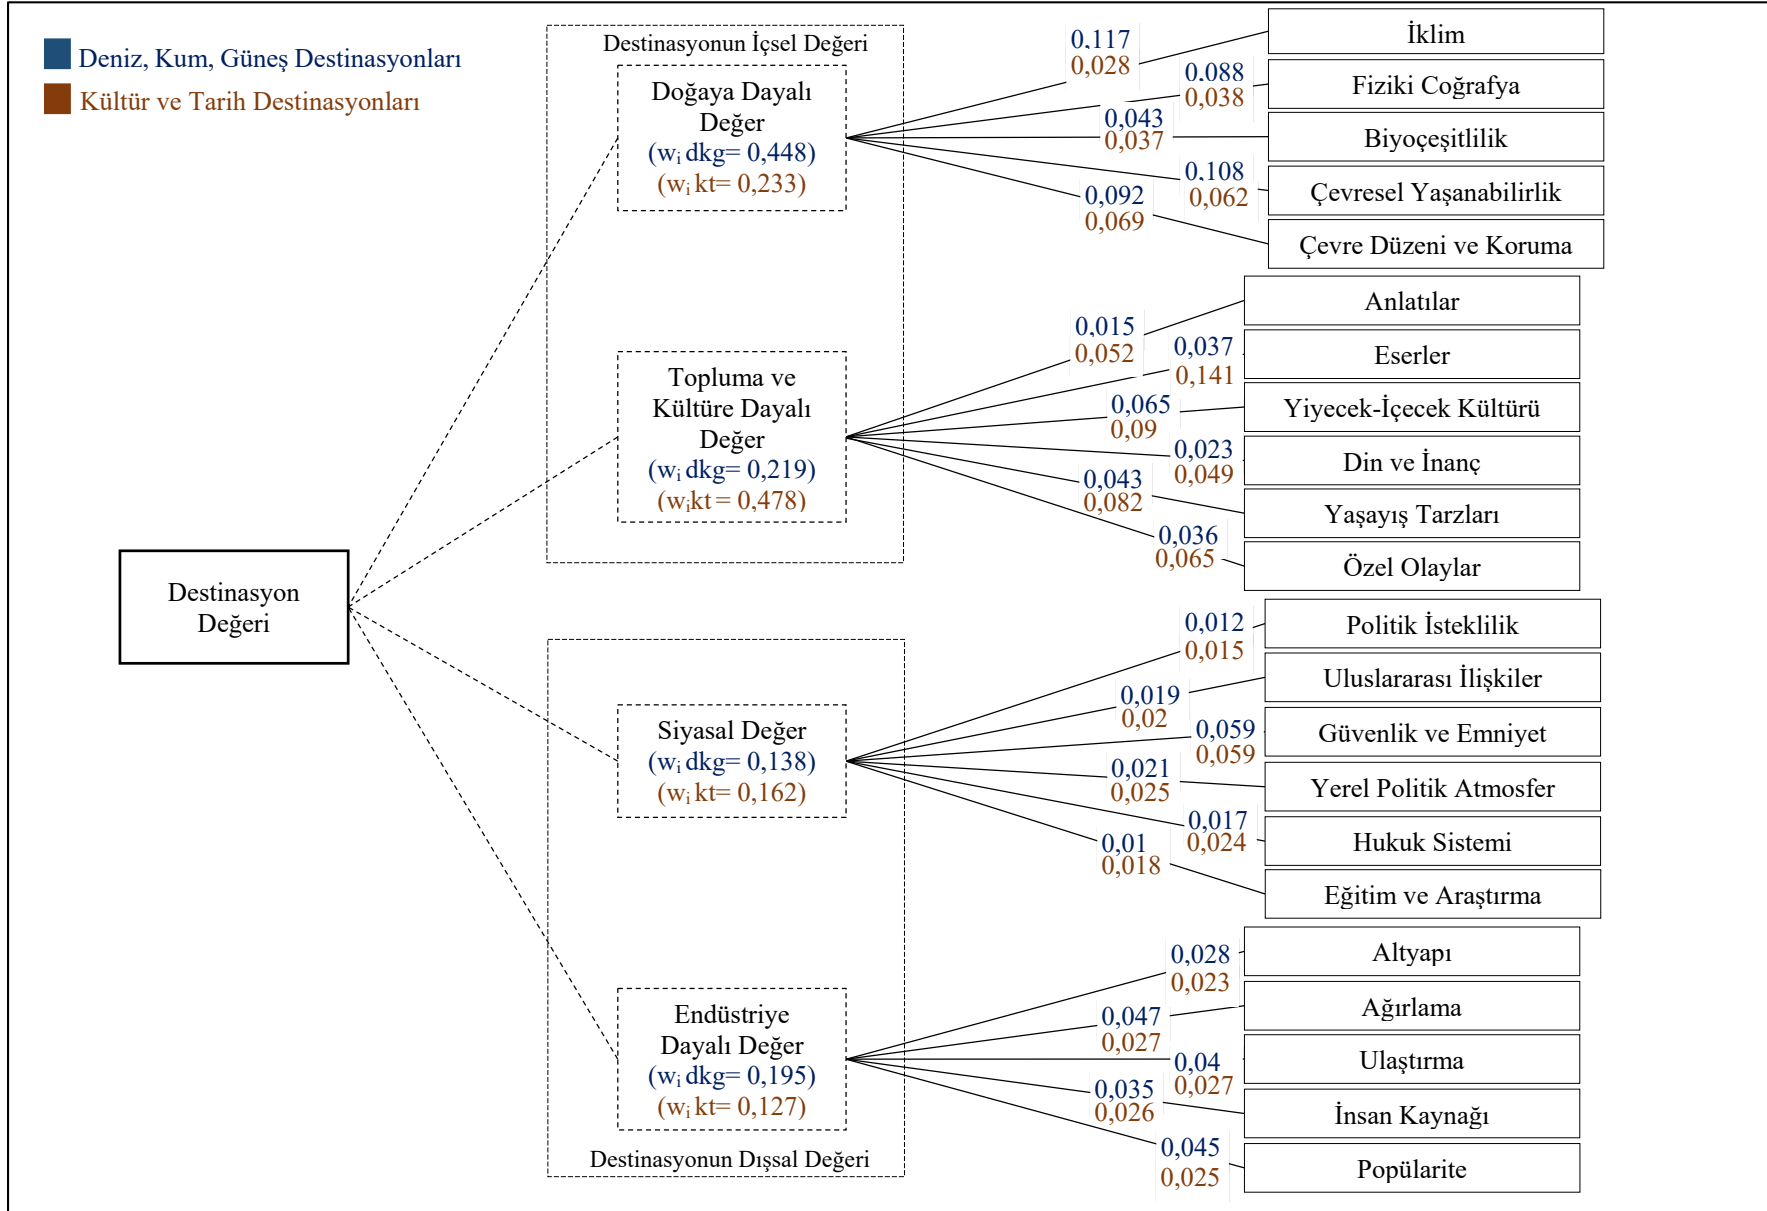 Deniz, Kum, Güneş Destinasyonları
Kültür ve Tarih Destinasyonları
Destinasyon
Değeri
Destinasyonun İçsel Değeri
Doğaya Dayalı
Değer
(wᵢ dkg= 0,448)
(wᵢ kt= 0,233)
0,117
0,028
İklim
0,088
0,038
Fiziki Coğrafya
0,043
0,037
Biyoçeşitlilik
0,108
0,062
Çevresel Yaşanabilirlik
0,092
0,069
Çevre Düzeni ve Koruma
Topluma ve
Kültüre Dayalı
Değer
(wᵢ dkg= 0,219)
(wᵢkt= 0,478)
0,015
0,052
Anlatılar
0,037
0,141
Eserler
0,065
0,09
Yiyecek-İçecek Kültürü
0,023
0,049
Din ve İnanç
0,043
0,082
Yaşayış Tarzları
0,036
0,065
Özel Olaylar
Siyasal Değer
(wᵢ dkg= 0,138)
(wᵢ kt= 0,162)
0,012
0,015
Politik İsteklilik
0,019
0,02
Uluslararası İlişkiler
0,059
0,059
Güvenlik ve Emniyet
0,021
0,025
Yerel Politik Atmosfer
0,017
0,024
Hukuk Sistemi
0,01
0,018
Eğitim ve Araştırma
Endüstriye
Dayalı Değer
(wᵢ dkg= 0,195)
(wᵢ kt= 0,127)
0,028
0,023
Altyapı
0,047
0,027
Ağırlama
0,04
0,027
Ulaştırma
0,035
0,026
İnsan Kaynağı
0,045
0,025
Popülarite
Destinasyonun Dışsal Değeri